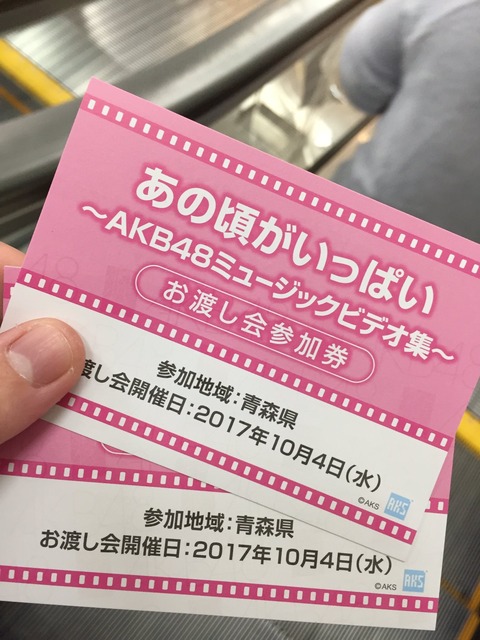 あの頃がいっぱい
～AKB48ミュージックビデオ集～
お渡し会参加券
参加地域：青森県
渡し会開催日：2017年10月4日（水）
©AKS AKS
参加地域：青森県
お渡し会開催日：2017年10月4日（水）
©AKS AKS